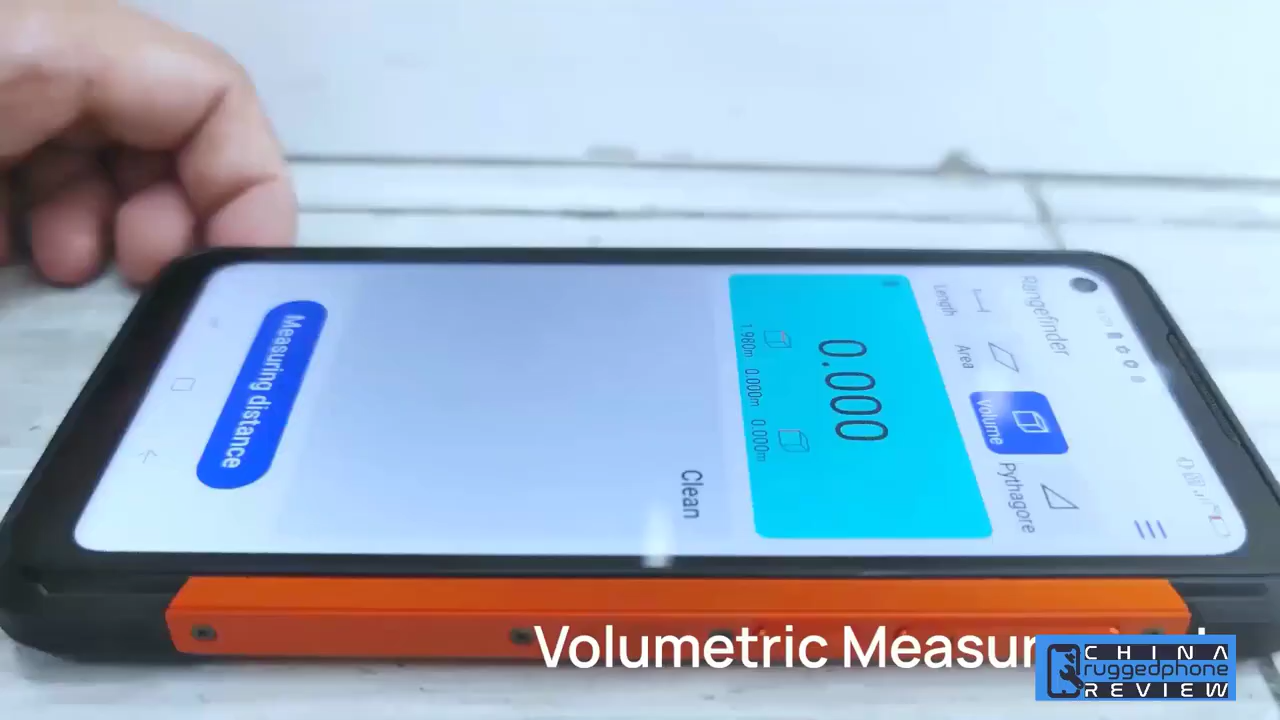 Rangefinder
Length
Area
Volume
Pythagore
0.000
1.980m 0.000m 0.000m
Clean
Measuring distance
Volumetric Measur
CHINA
ruggedphone
REVIEW